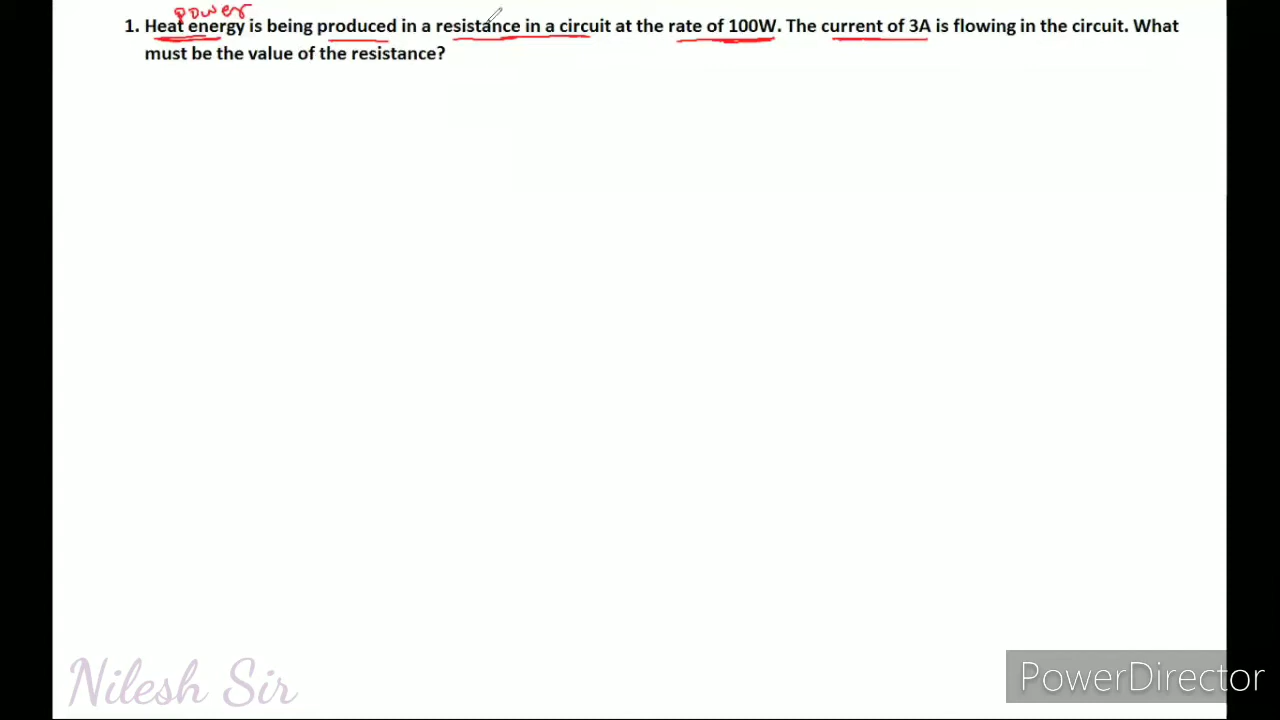 power
1. Heat energy is being produced in a resistance in a circuit at the rate of 100W. The current of 3A is flowing in the circuit. What
must be the value of the resistance?
Nilesh Sir
PowerDirector